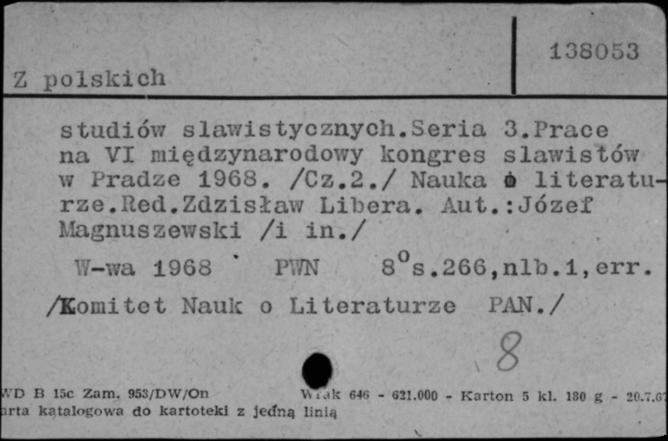 138053
Z polskich
studiów slawistycznych.Seria 3.Prace
na VI międzynarodowy kongres slawistów
w Pradze 1968. /Cz.2./ Nauka o literatu-
rze.Red.Zdzisław Libera. Aut.:Józef
Magnuszewski /i in./
W-wa 1968 PWN 8°s.266,nlb.1,err.
/Komitet Nauk o Literaturze PAN./
8
WD B 15c Zam. 953/DW/On Wrak 646 - 621.000 - Karton 5 kl. 180 g - 20.7.67
arta katalogowa do kartoteki z jedną linią